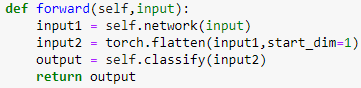 def forward(self,input):
    input1 = self.network(input)
    input2 = torch.flatten(input1,start_dim=1)
    output = self.classify(input2)
    return output